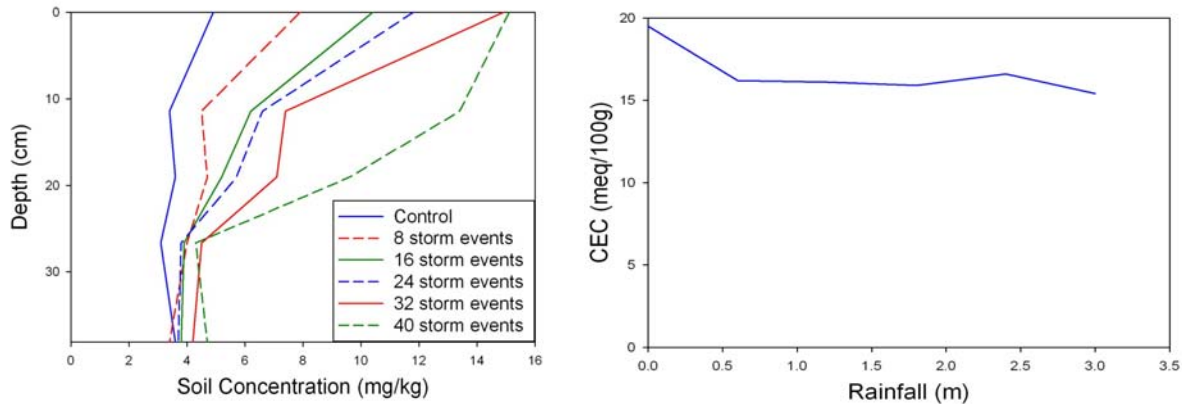 0
10
20
30
Depth (cm)
Control
8 storm events
16 storm events
24 storm events
32 storm events
40 storm events
0 2 4 6 8 10 12 14 16
Soil Concentration (mg/kg)
20
15
10
5
0
CEC (meq/100g)
0.0 0.5 1.0 1.5 2.0 2.5 3.0 3.5
Rainfall (m)